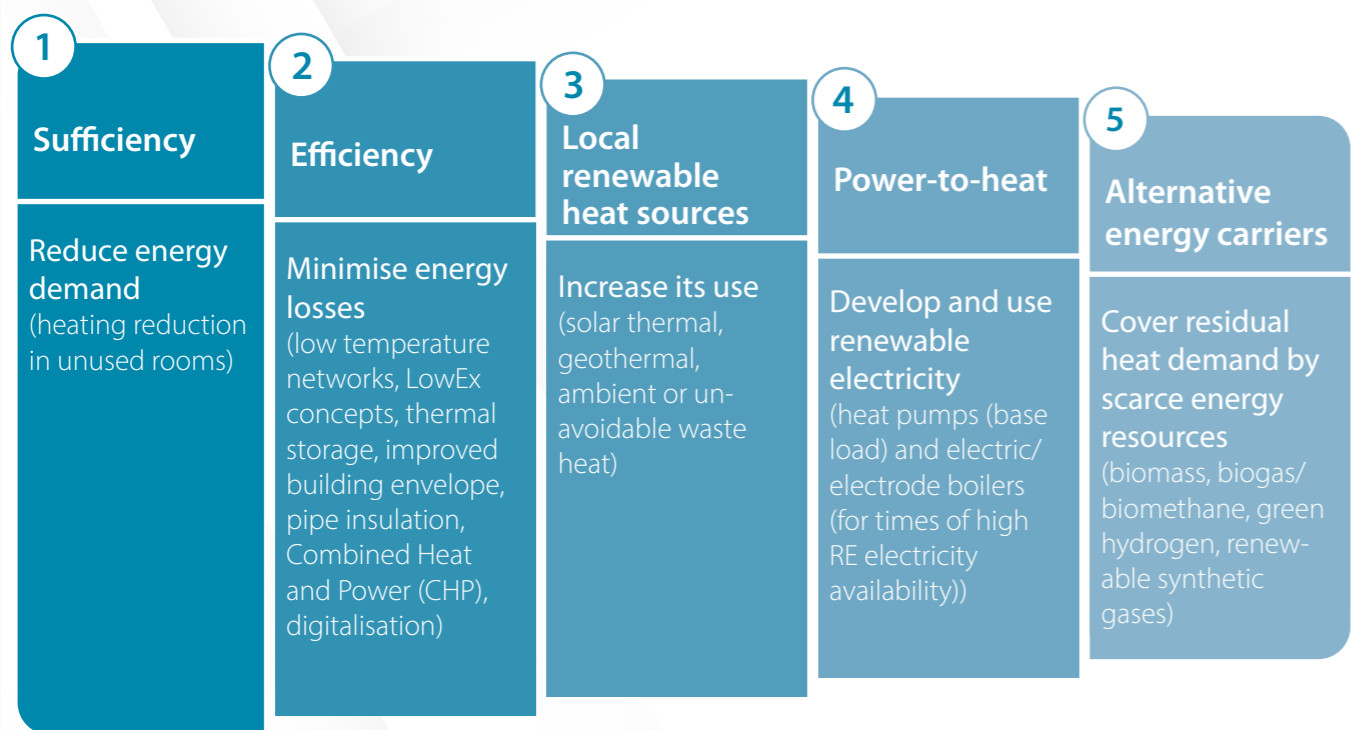 1
Sufficiency
Reduce energy
demand
(heating reduction
in unused rooms)
2
Efficiency
Minimise energy
losses
(low temperature
networks, LowEx
concepts, thermal
storage, improved
building envelope,
pipe insulation,
Combined Heat
and Power (CHP),
digitalisation)
3
Local
renewable
heat sources
Increase its use
(solar thermal,
geothermal,
ambient or un-
avoidable waste
heat)
4
Power-to-heat
Develop and use
renewable
electricity
(heat pumps (base
load) and electric/
electrode boilers
(for times of high
RE electricity
availability))
5
Alternative
energy carriers
Cover residual
heat demand by
scarce energy
resources
(biomass, biogas/
biomethane, green
hydrogen, renew-
able synthetic
gases)